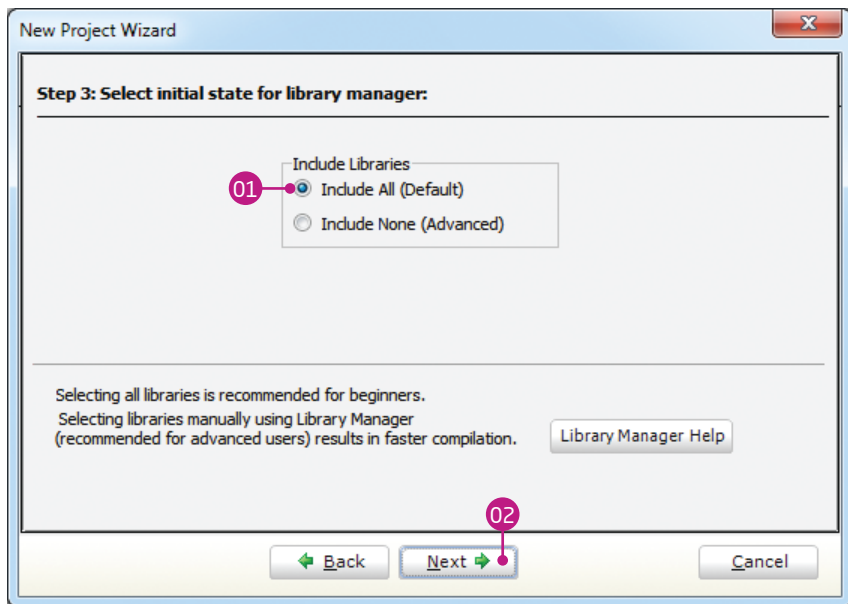 New Project Wizard
X
Step 3: Select initial state for library manager:
Include Libraries
01
Include All (Default)
Include None (Advanced)
Selecting all libraries is recommended for beginners.
Selecting libraries manually using Library Manager
(recommended for advanced users) results in faster compilation.
Library Manager Help
02
Back
Next
Cancel